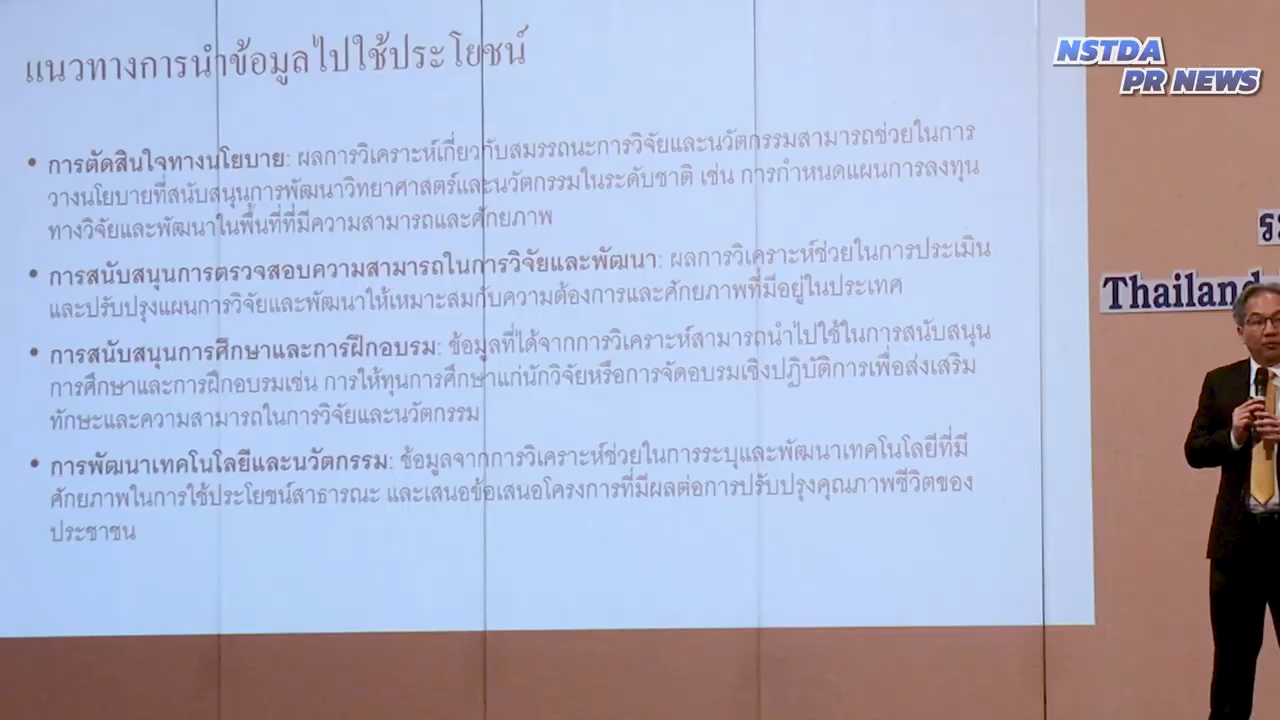 แนวทางการนำข้อมูลไปใช้ประโยชน์
NSTDA
PR NEWS
• การตัดสินใจทางนโยบาย: ผลการวิเคราะห์เกี่ยวกับสมรรถนะการวิจัยและนวัตกรรมสามารถช่วยในการ
วางนโยบายที่สนับสนุนการพัฒนาวิทยาศาสตร์และนวัตกรรมในระดับชาติ เช่น การกำหนดแผนการลงทุน
ทางวิจัยและพัฒนาในพื้นที่ที่มีความสามารถและศักยภาพ
• การสนับสนุนการตรวจสอบความสามารถในการวิจัยและพัฒนา: ผลการวิเคราะห์ช่วยในการประเมิน
และปรับปรุงแผนการวิจัยและพัฒนาให้เหมาะสมกับความต้องการและศักยภาพที่มีอยู่ในประเทศ
• การสนับสนุนการศึกษาและการฝึกอบรม: ข้อมูลที่ได้จากการวิเคราะห์สามารถนำไปใช้ในการสนับสนุน
การศึกษาและการฝึกอบรมเช่น การให้ทุนการศึกษาแก่นักวิจัยหรือการจัดอบรมเชิงปฏิบัติการเพื่อส่งเสริม
ทักษะและความสามารถในการวิจัยและนวัตกรรม
• การพัฒนาเทคโนโลยีและนวัตกรรม: ข้อมูลจากการวิเคราะห์ช่วยในการระบุและพัฒนาเทคโนโลยีที่มี
ศักยภาพในการใช้ประโยชน์สาธารณะ และเสนอข้อเสนอโครงการที่มีผลต่อการปรับปรุงคุณภาพชีวิตของ
ประชาชน
Thailand